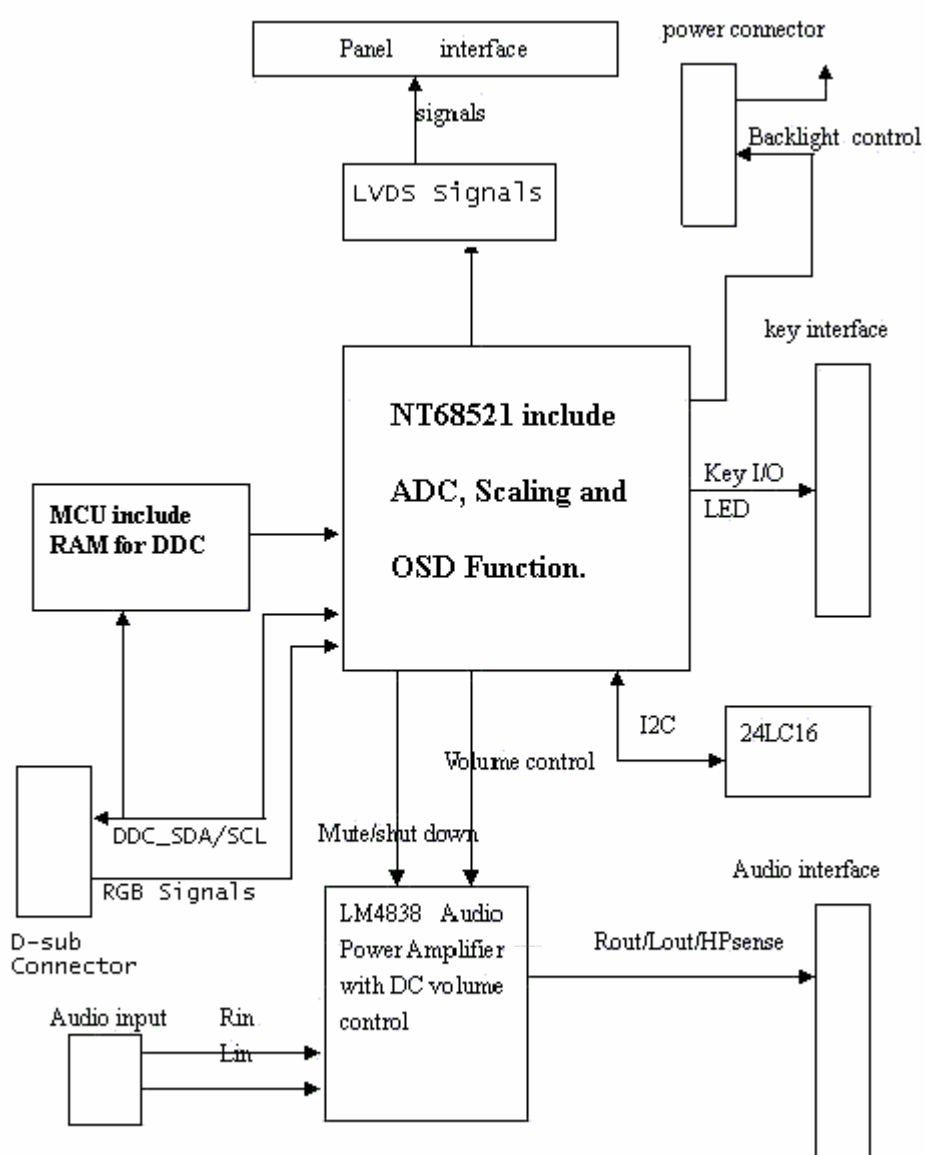 power connector
Panel interface
signals
Backlight control
LVDS Signals
key interface
NT68521 include
ADC, Scaling and
OSD Function.
Key I/O
LED
MCU include
RAM for DDC
I2C
24LC16
Volume control
DDC_SDA/SCL
Mute/shut down
RGB Signals
D-sub
Connector
Audio interface
LM4838 Audio
Power Amplifier
with DC volume
control
Rout/Lout/HPsense
Audio input
Rin
Lin